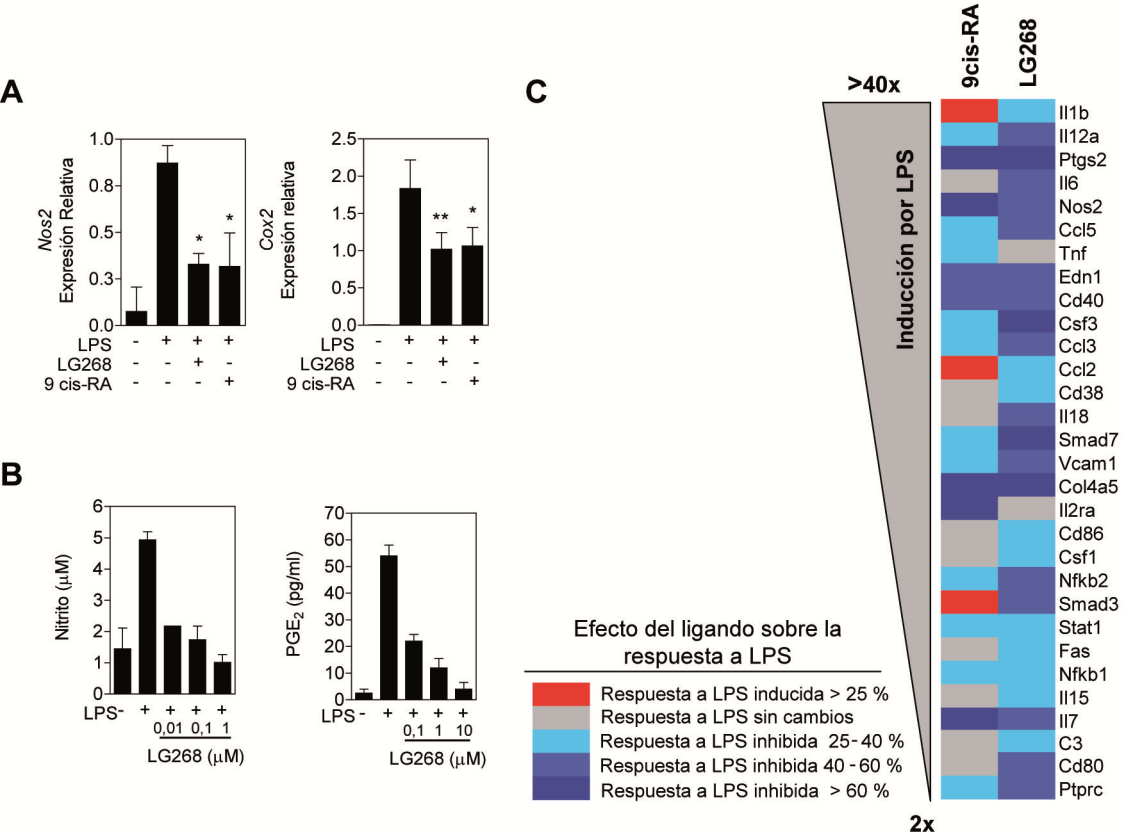 A
Nos2
Expresión Relativa
1.0
0.8
0.5
0.3
0.0
*
*
LPS - + + +
LG268 - - + -
9 cis-RA - - - +
Cox2
Expresión relativa
2.5
2.0
1.5
1.0
0.5
0.0
**
*
LPS - + + +
LG268 - - + -
9 cis-RA - - - +
B
Nitrito (μM)
6
5
4
3
2
1
0
LPS- + + + +
0,01 0,1 1
LG268 (μM)
PGE2 (pg/ml)
70
60
50
40
30
20
10
0
LPS - + + + +
0,1 1 10
LG268 (μM)
C
>40x
Inducción por LPS
2x
9cis-RA
LG268
Il1b
Il12a
Ptgs2
Il6
Nos2
Ccl5
Tnf
Edn1
Cd40
Csf3
Ccl3
Ccl2
Cd38
Il18
Smad7
Vcam1
Col4a5
Il2ra
Cd86
Csf1
Nfkb2
Smad3
Stat1
Fas
Nfkb1
Il15
Il7
C3
Cd80
Ptprc
Efecto del ligando sobre la
respuesta a LPS
Respuesta a LPS inducida > 25 %
Respuesta a LPS sin cambios
Respuesta a LPS inhibida 25-40 %
Respuesta a LPS inhibida 40-60 %
Respuesta a LPS inhibida > 60 %